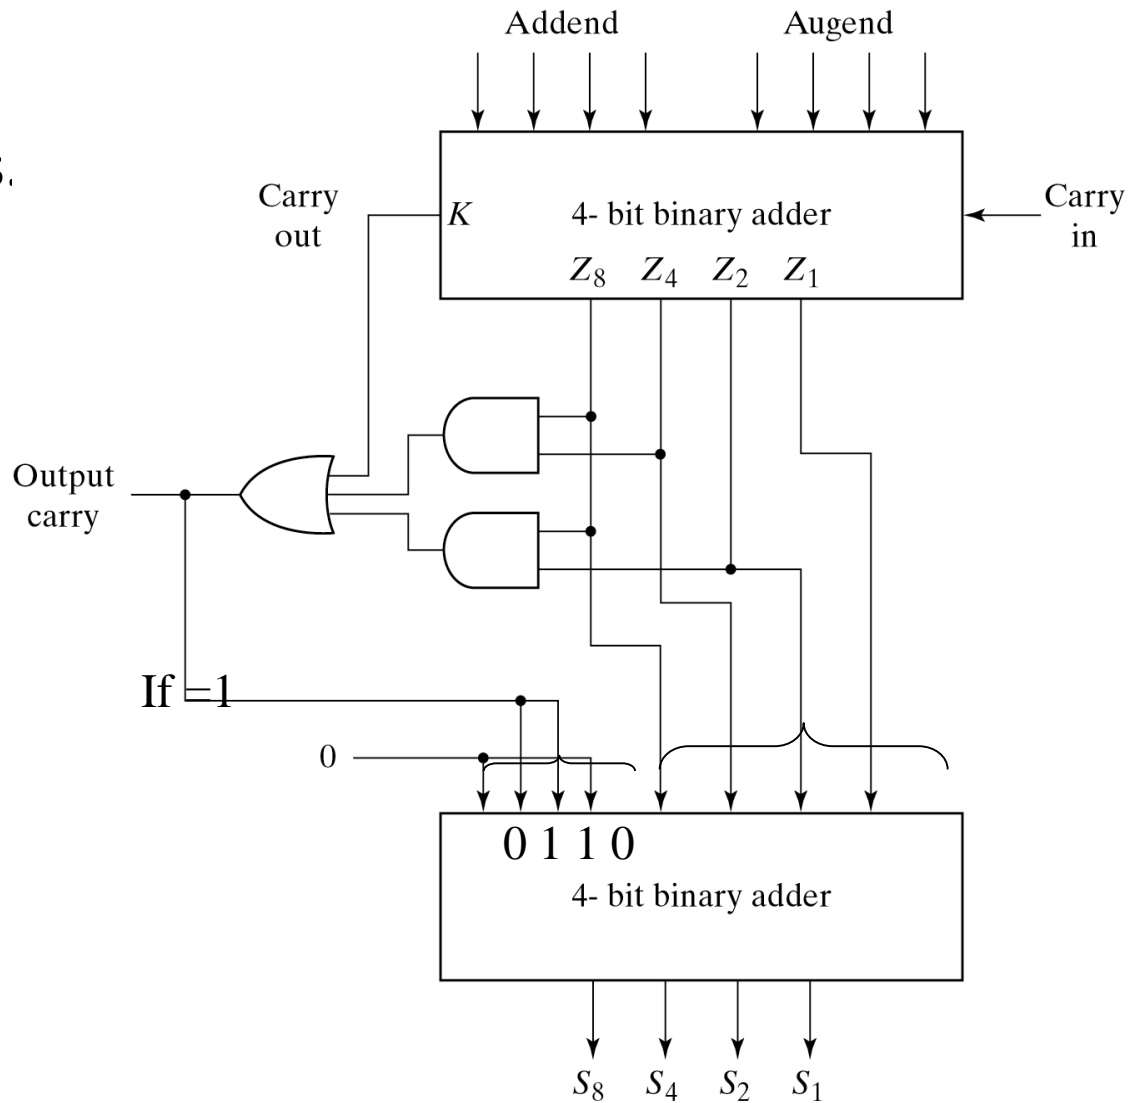 Addend Augend
Carry out
K 4- bit binary adder
Carry in
Z8 Z4 Z2 Z1
Output carry
If =1
0
0 1 1 0
4- bit binary adder
S8 S4 S2 S1